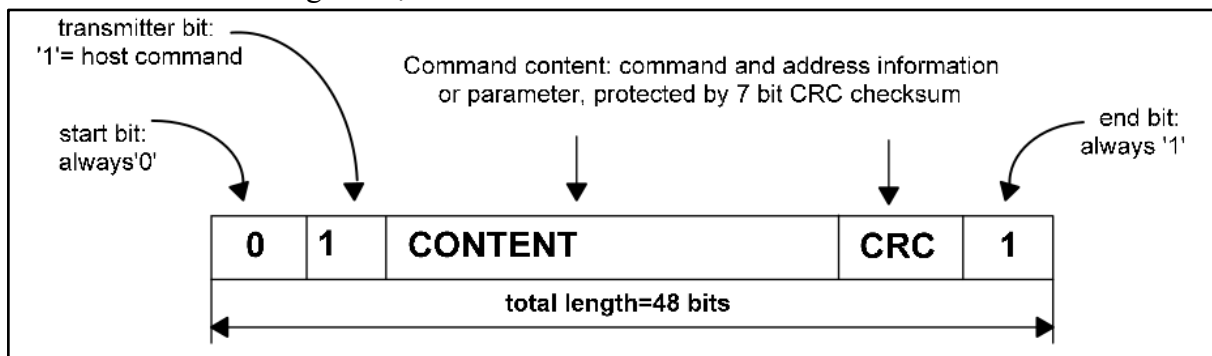 transmitter bit:
'1'= host command
Command content: command and address information
or parameter, protected by 7 bit CRC checksum
start bit:
always'0'
end bit:
always '1'
0 1 CONTENT CRC 1
total length=48 bits